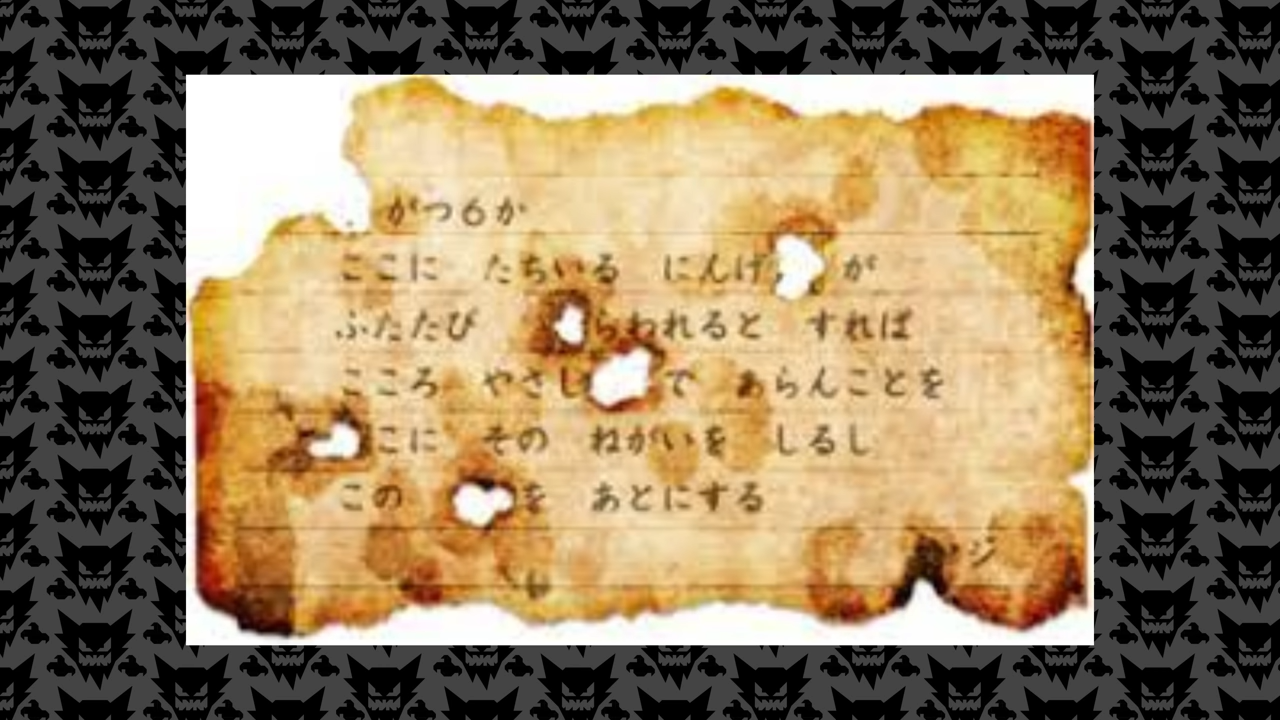 がつ6か
ここに たちいる にんげ が
ふたたび らわれると すれば
こころ やさし で あらんことを
こに その ねがいを しるし
この を あとにする
ジ